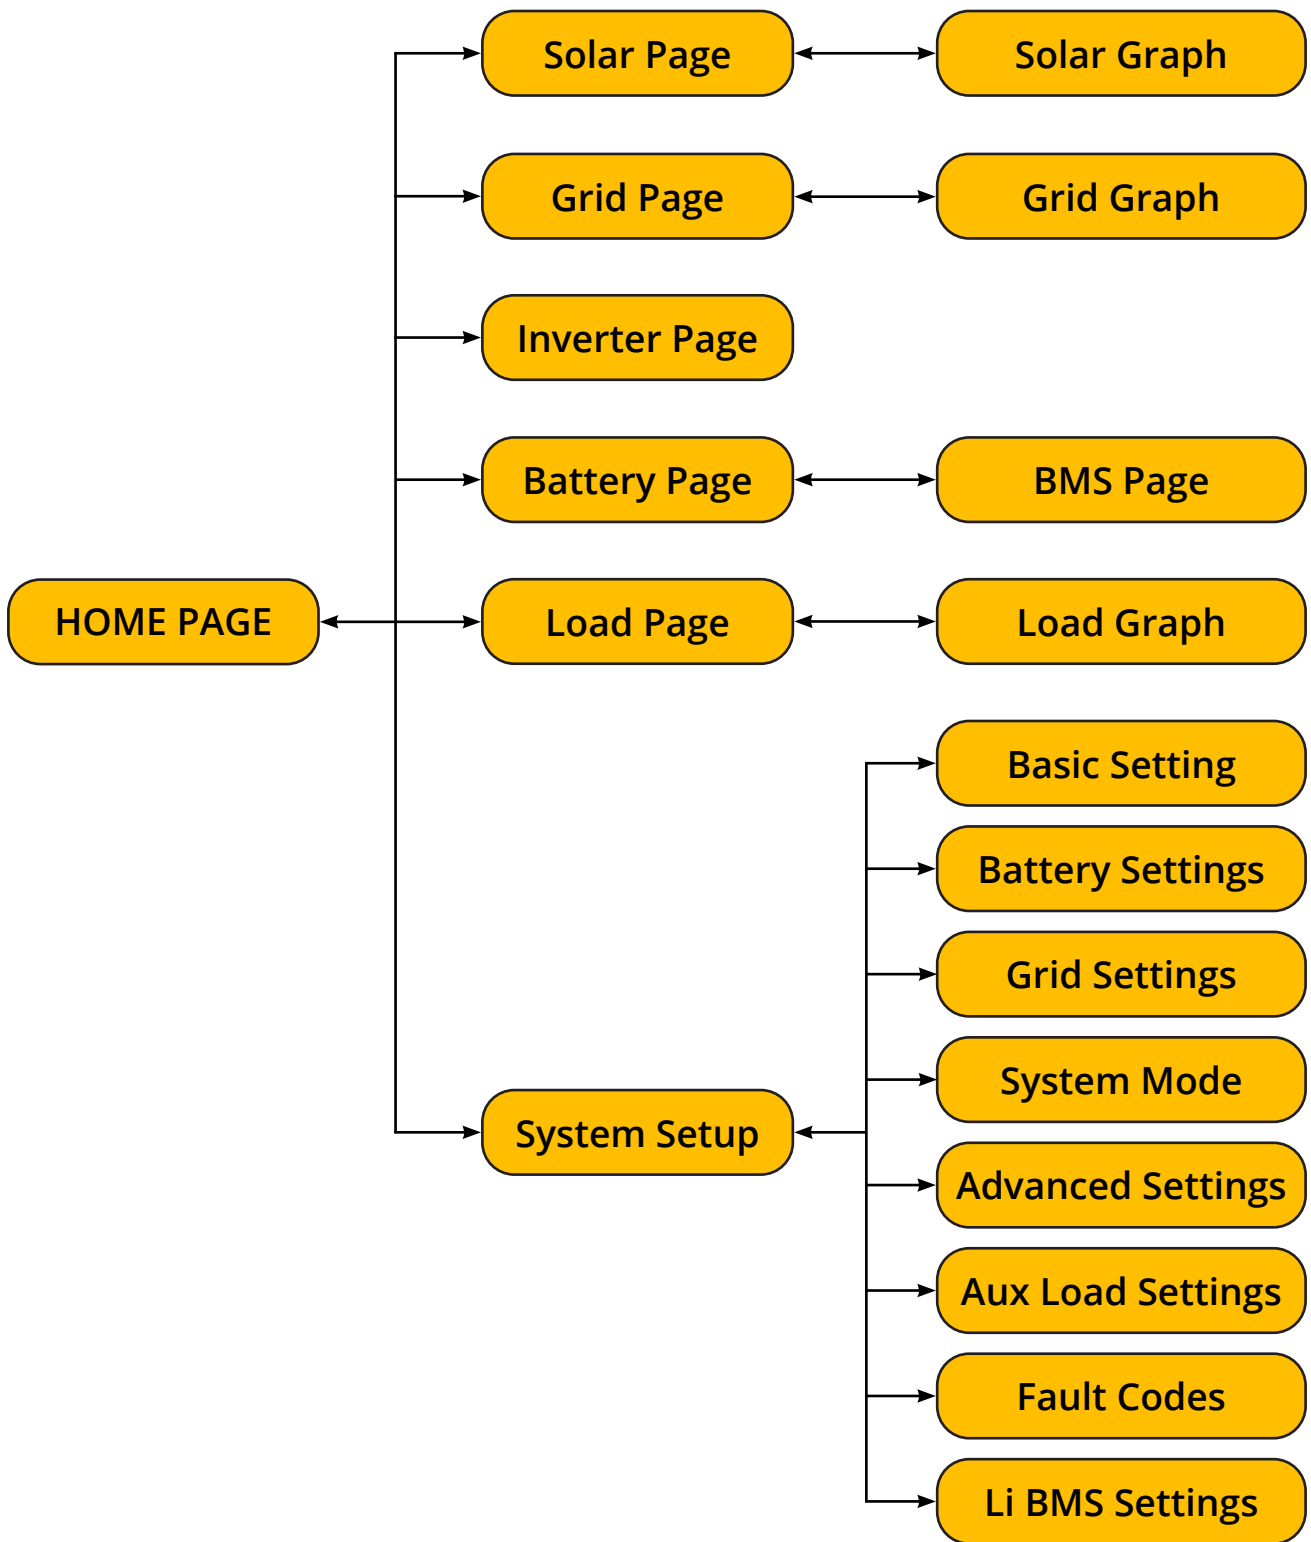 Solar Page
Solar Graph
Grid Page
Grid Graph
Inverter Page
Battery Page
BMS Page
HOME PAGE
Load Page
Load Graph
Basic Setting
Battery Settings
Grid Settings
System Mode
System Setup
Advanced Settings
Aux Load Settings
Fault Codes
Li BMS Settings